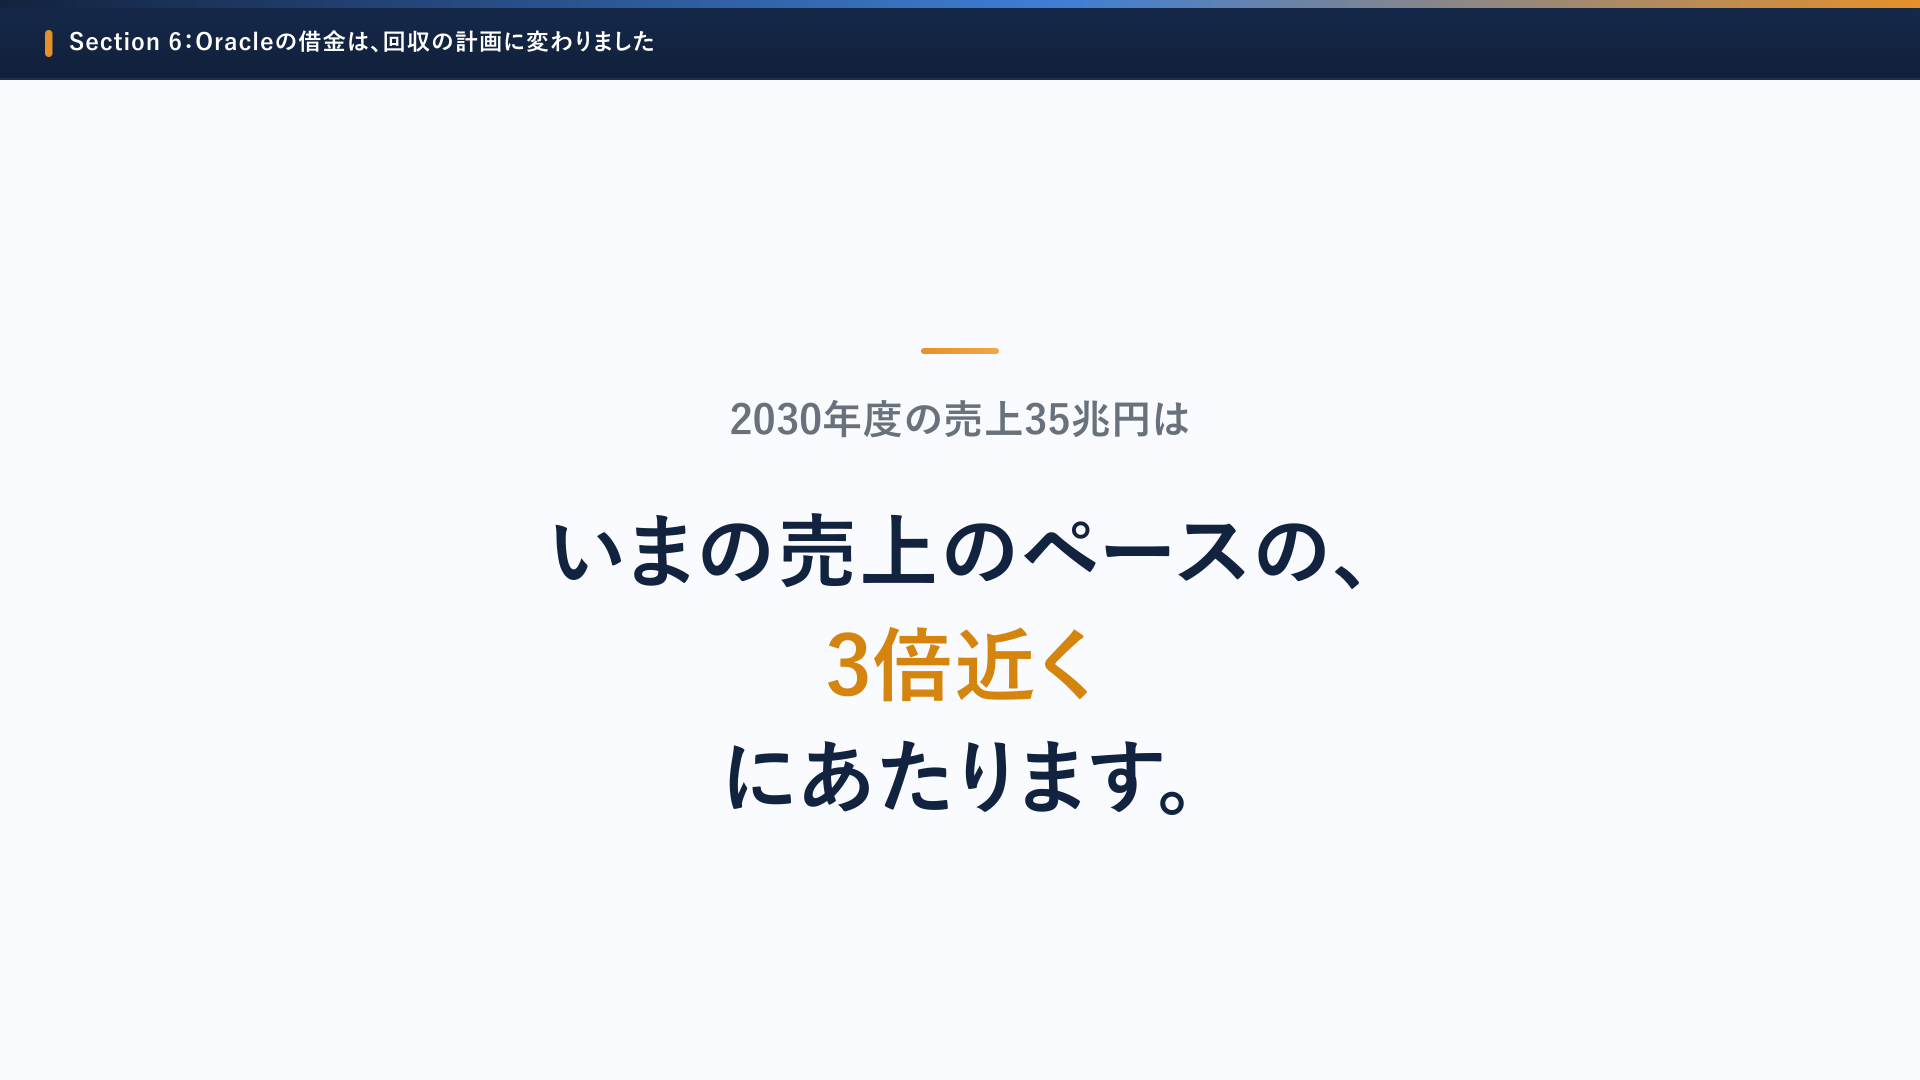 Section 6：Oracleの借金は、回収の計画に変わりました
2030年度の売上35兆円は
いまの売上のペースの、
3倍近く
にあたります。